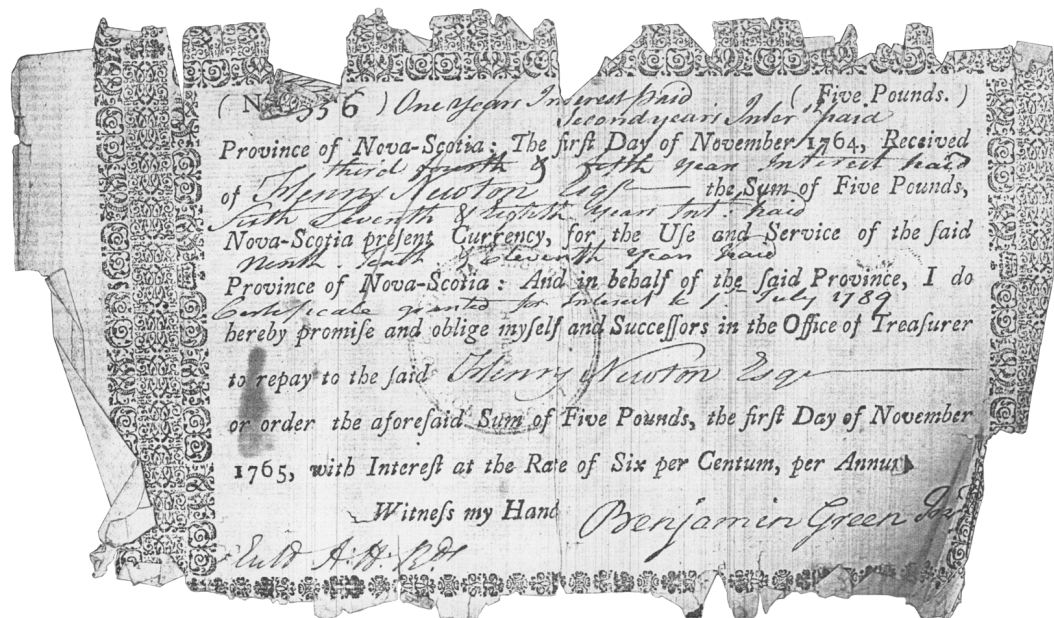 (No 356) One Years Interest paid (Five Pounds.)
Second years Inter paid
Province of Nova-Scotia: The firſt Day of November 1764, Received
third fourth & fifth year Interest paid
of Henry Newton Esqr the Sum of Five Pounds,
Sixth Seventh & Eighth Years Int. paid
Nova-Scotia preſent Currency, for the Uſe and Service of the ſaid
Ninth tenth & Eleventh Year paid
Province of Nova-Scotia: And in behalf of the ſaid Province, I do
Certificate granted for Interest to 1st July 1789
hereby promiſe and oblige myſelf and Succeſſors in the Office of Treaſurer
to repay to the ſaid Henry Newton Esqr
or order the aforeſaid Sum of Five Pounds, the firſt Day of November
1765, with Intereſt at the Rate of Six per Centum, per Annum
Witneſs my Hand Benjamin Green